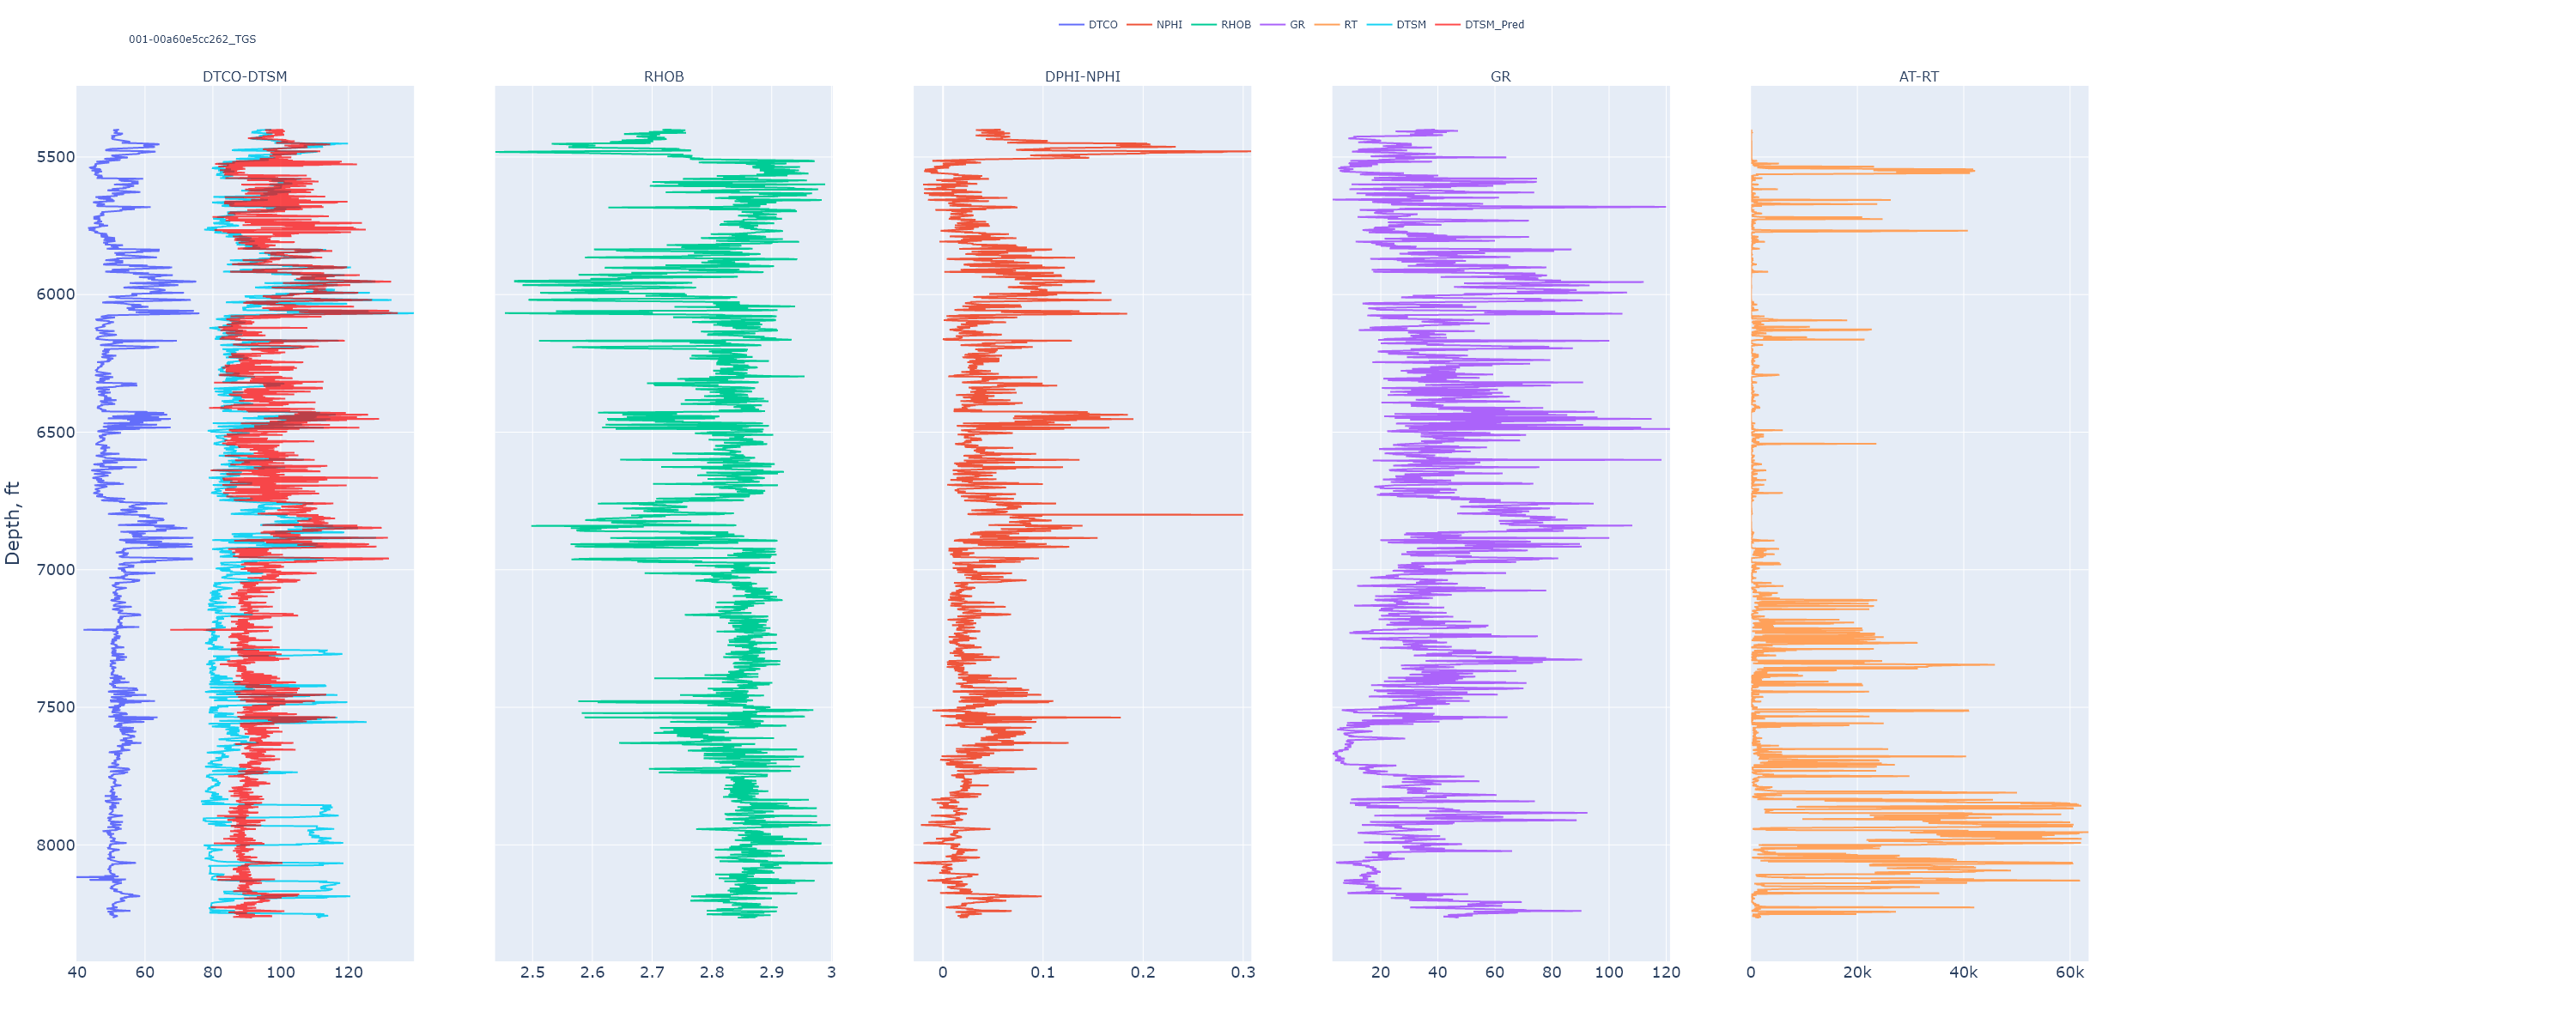 DTCO NPHI RHOB GR RT DTSM DTSM_Pred
001-00a60e5cc262_TGS
DTCO-DTSM RHOB DPHI-NPHI GR AT-RT
Depth, ft
5500
6000
6500
7000
7500
8000
40 60 80 100 120 2.5 2.6 2.7 2.8 2.9 3 0 0.1 0.2 0.3 20 40 60 80 100 120 0 20k 40k 60k